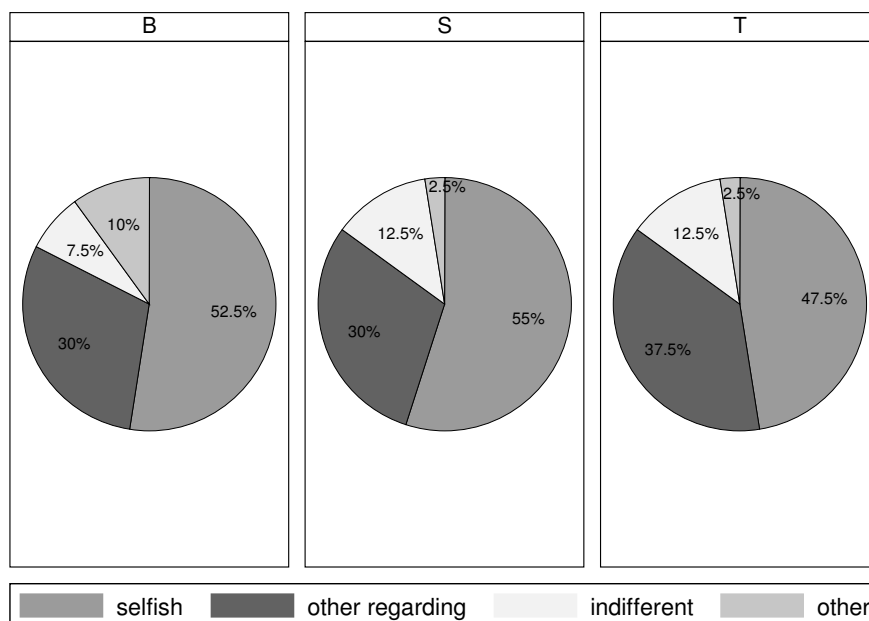 B S T
2.5% 2.5%
10%
12.5% 12.5%
7.5%
52.5% 55% 47.5%
30% 30% 37.5%
selfish other regarding indifferent other